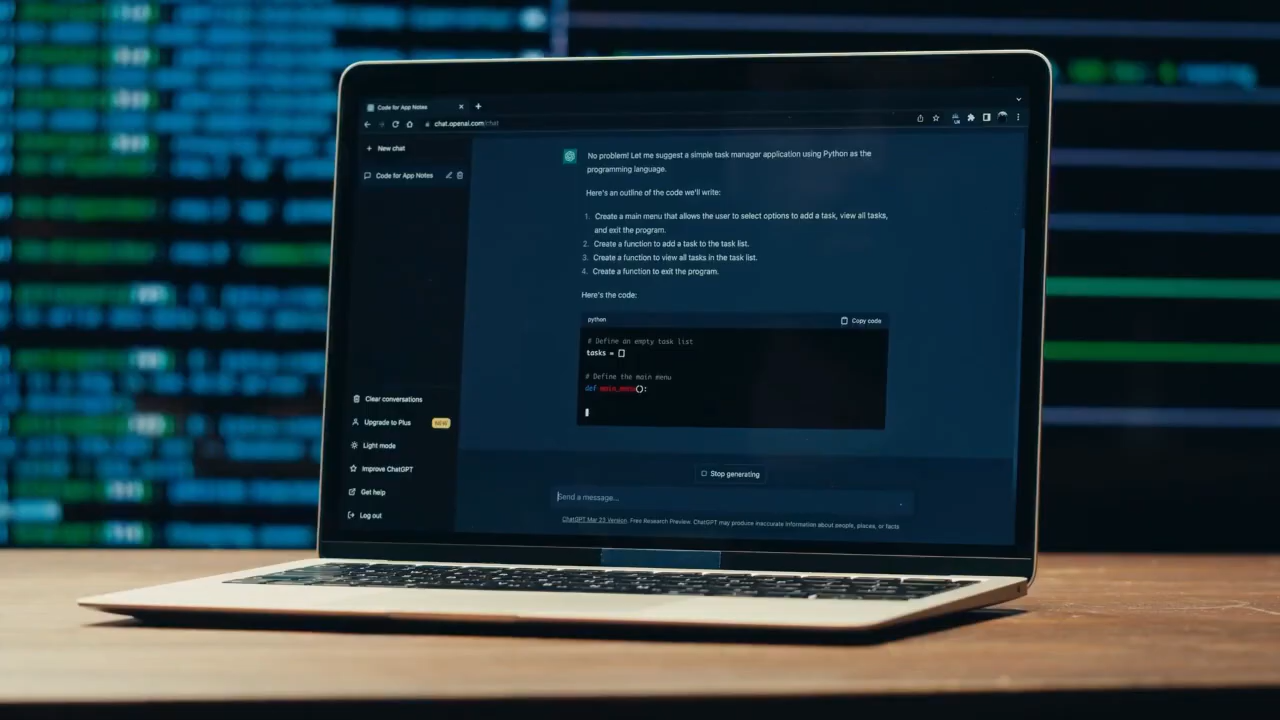 Code for App Notes
chat.openai.com/chat
New chat
Code for App Notes
No problem! Let me suggest a simple task manager application using Python as the
programming language.
Here's an outline of the code we'll write:
1. Create a main menu that allows the user to select options to add a task, view all tasks,
and exit the program.
2. Create a function to add a task to the task list.
3. Create a function to view all tasks in the task list.
4. Create a function to exit the program.
Here's the code:
python
Copy code
# Define an empty task list
tasks = []
# Define the main menu
def main_menu():
Clear conversations
Upgrade to Plus
NEW
Light mode
Improve ChatGPT
Get help
Log out
Stop generating
Send a message...
ChatGPT Mar 23 Version. Free Research Preview. ChatGPT may produce inaccurate information about people, places, or facts